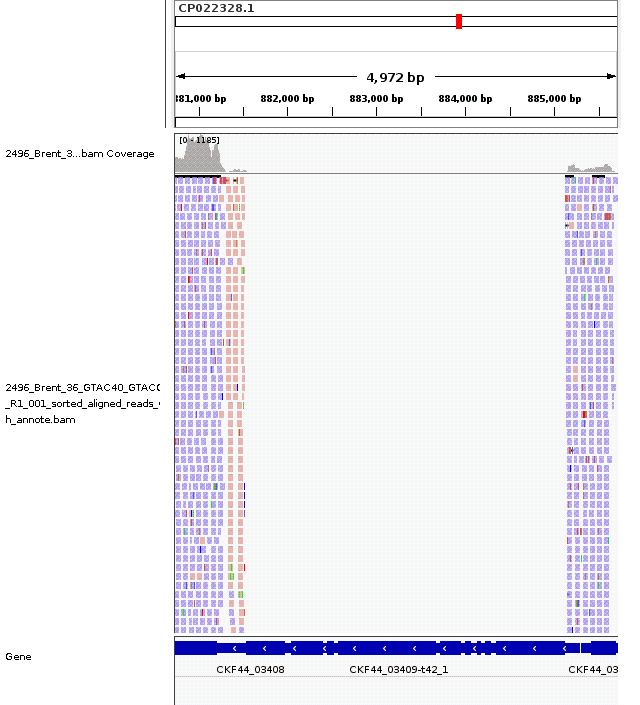 CP022328.1
4,972 bp
881,000 bp 882,000 bp 883,000 bp 884,000 bp 885,000 bp
[0 - 1185]
2496_Brent_3...bam Coverage
2496_Brent_36_GTAC40_GTACC
_R1_001_sorted_aligned_reads_
h_annote.bam
Gene
CKF44_03408 CKF44_03409-t42_1 CKF44_03